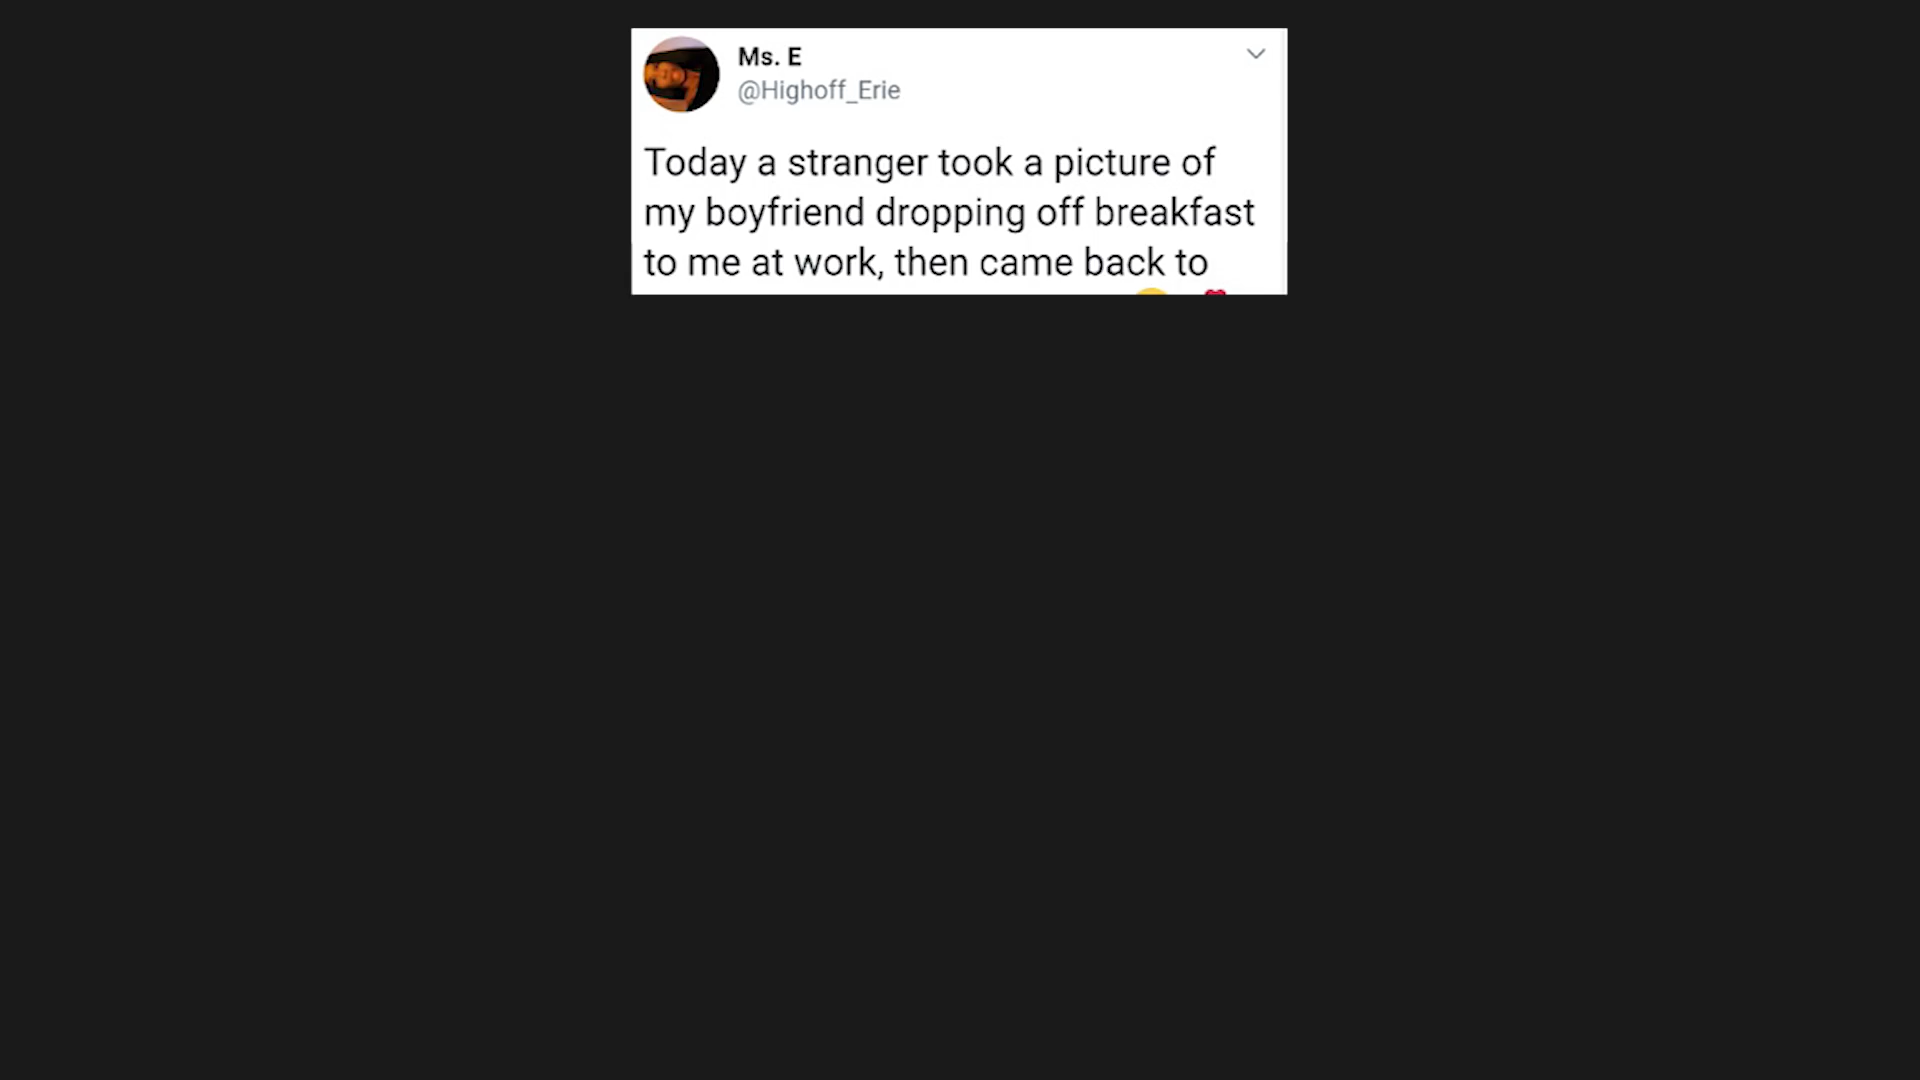 Ms. E
@Highoff_Erie
Today a stranger took a picture of
my boyfriend dropping off breakfast
to me at work, then came back to